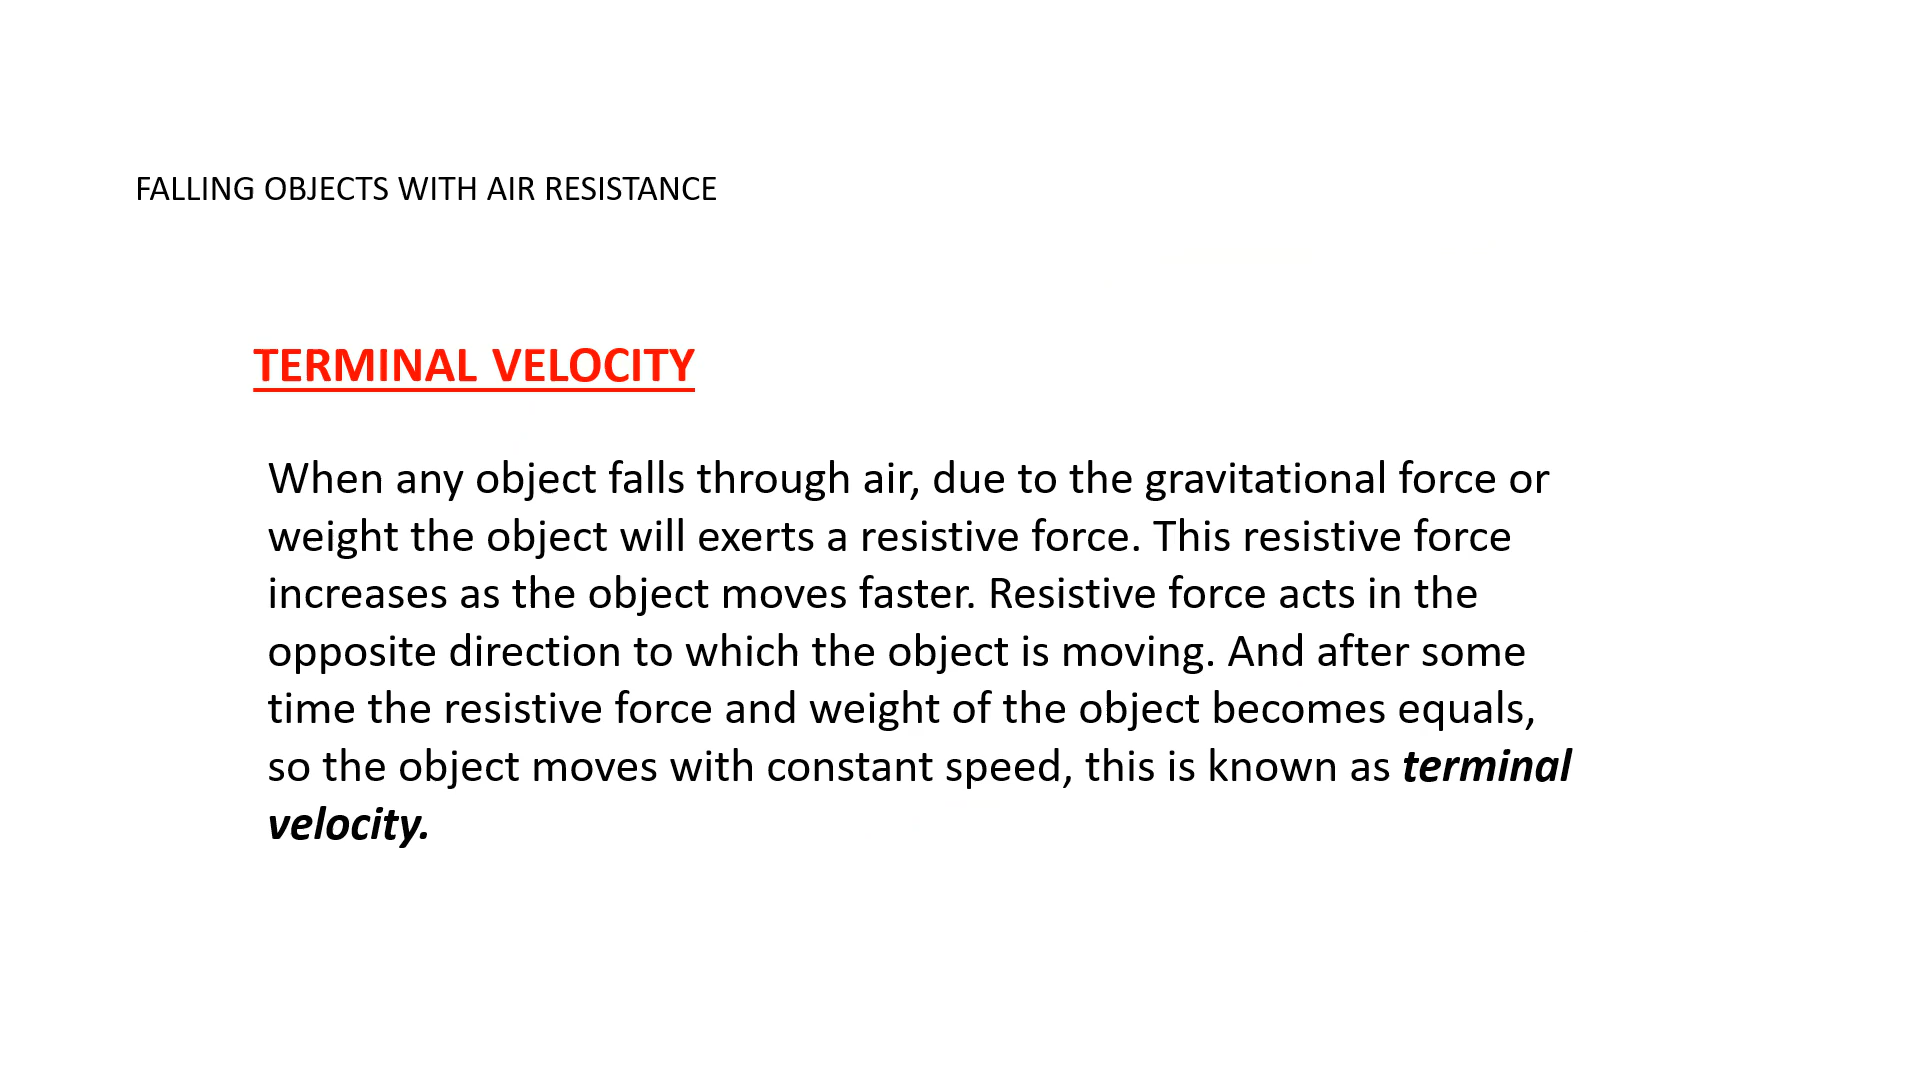 FALLING OBJECTS WITH AIR RESISTANCE
TERMINAL VELOCITY
When any object falls through air, due to the gravitational force or
weight the object will exerts a resistive force. This resistive force
increases as the object moves faster. Resistive force acts in the
opposite direction to which the object is moving. And after some
time the resistive force and weight of the object becomes equals,
so the object moves with constant speed, this is known as terminal
velocity.